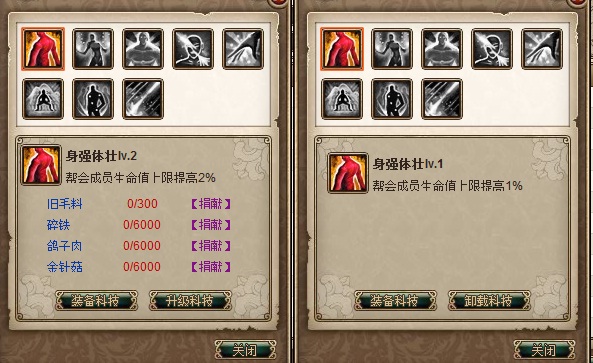 身强体壮lv.2
帮会成员生命值上限提高2%
旧毛料 0/300 【捐献】
碎铁 0/6000 【捐献】
鸽子肉 0/6000 【捐献】
金针菇 0/6000 【捐献】
装备科技 升级科技
关闭
身强体壮lv.1
帮会成员生命值上限提高1%
装备科技 卸载科技
关闭